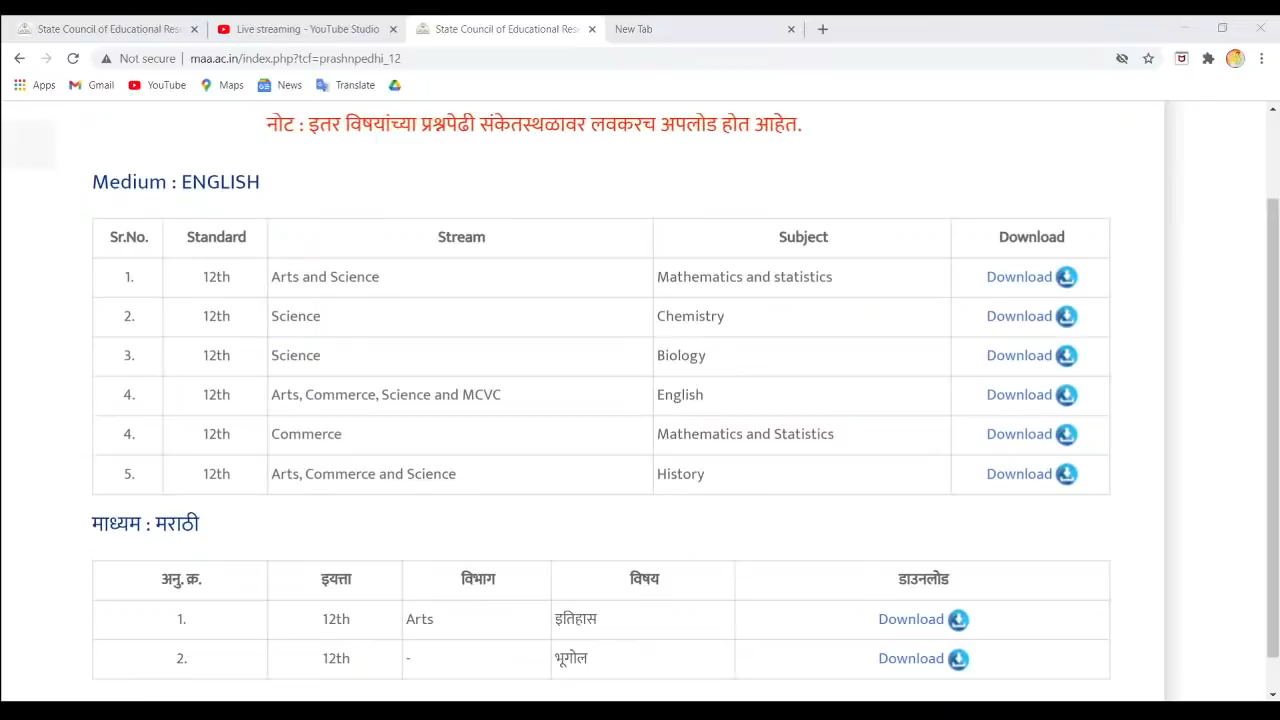 State Council of Educational Res
Live streaming - YouTube Studio
State Council of Educational Res
New Tab
Not secure | maa.ac.in/index.php?tcf=prashnpedhi_12
Apps Gmail YouTube Maps News Translate
नोट : इतर विषयांच्या प्रश्नपेढी संकेतस्थळावर लवकरच अपलोड होत आहेत.
Medium : ENGLISH
Sr.No. Standard Stream Subject Download
1. 12th Arts and Science Mathematics and statistics Download
2. 12th Science Chemistry Download
3. 12th Science Biology Download
4. 12th Arts, Commerce, Science and MCVC English Download
4. 12th Commerce Mathematics and Statistics Download
5. 12th Arts, Commerce and Science History Download
माध्यम : मराठी
अनु. क्र. इयत्ता विभाग विषय डाउनलोड
1. 12th Arts इतिहास Download
2. 12th - भूगोल Download